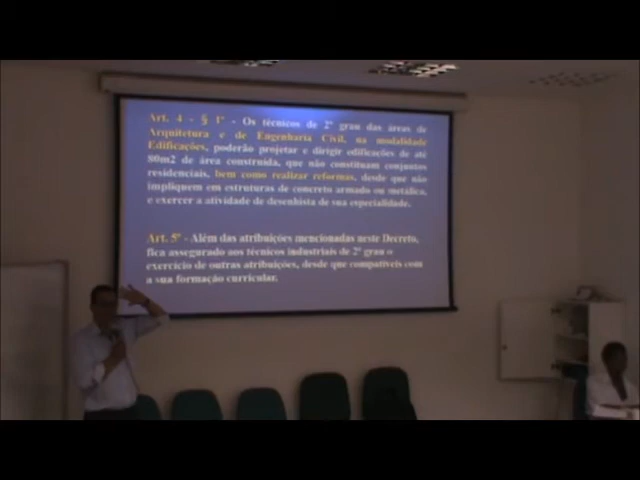 Art. 4 - § 1º - Os técnicos de 2º grau das áreas de
Arquitetura e de Engenharia Civil, na modalidade
Edificações, poderão projetar e dirigir edificações de até
80m2 de área construída, que não constituam conjuntos
residenciais, bem como realizar reformas, desde que não
impliquem em estruturas de concreto armado ou metálica,
e exercer a atividade de desenhista de sua especialidade.
Art. 5º - Além das atribuições mencionadas neste Decreto,
fica assegurado aos técnicos industriais de 2º grau o
exercício de outras atribuições, desde que compatíveis com
a sua formação curricular.